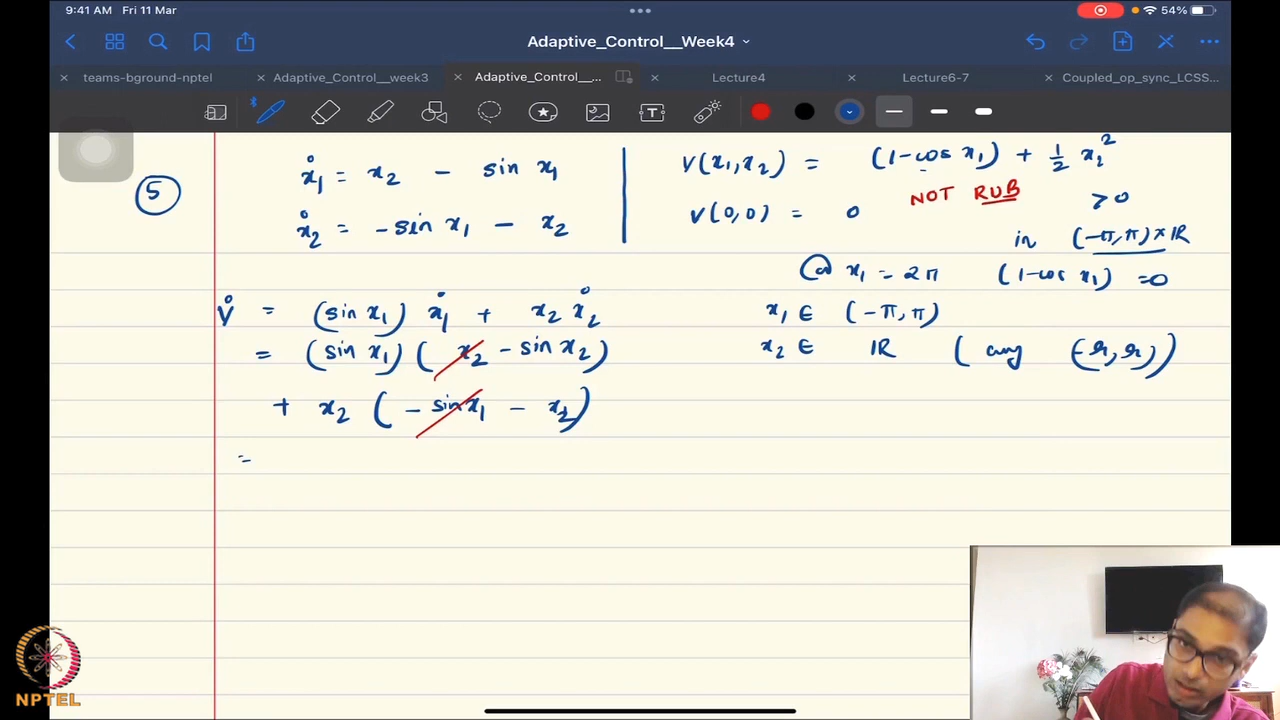 9:41 AM Fri 11 Mar
54%
Adaptive_Control__Week4
teams-bground-nptel
Adaptive_Control__week3
Adaptive_Control__...
Lecture4
Lecture6-7
Coupled_op_sync_LCSS...
5
ẋ₁ = x₂ - sin x₁
ẋ₂ = -sin x₁ - x₂
V(x₁,x₂) = (1-cos x₁) + ½ x₂²
NOT RUB
V(0,0) = 0
>0
in (-π,π)×ℝ
@ x₁ = 2π (1-cos x₁) =0
x₁ ∈ (-π,π)
x₂ ∈ ℝ (any (-r,r))
V̇ = (sin x₁) ẋ₁ + x₂ ẋ₂
= (sin x₁) (x₂ - sin x₂)
+ x₂ (- sin x₁ - x₂)
=
NPTEL